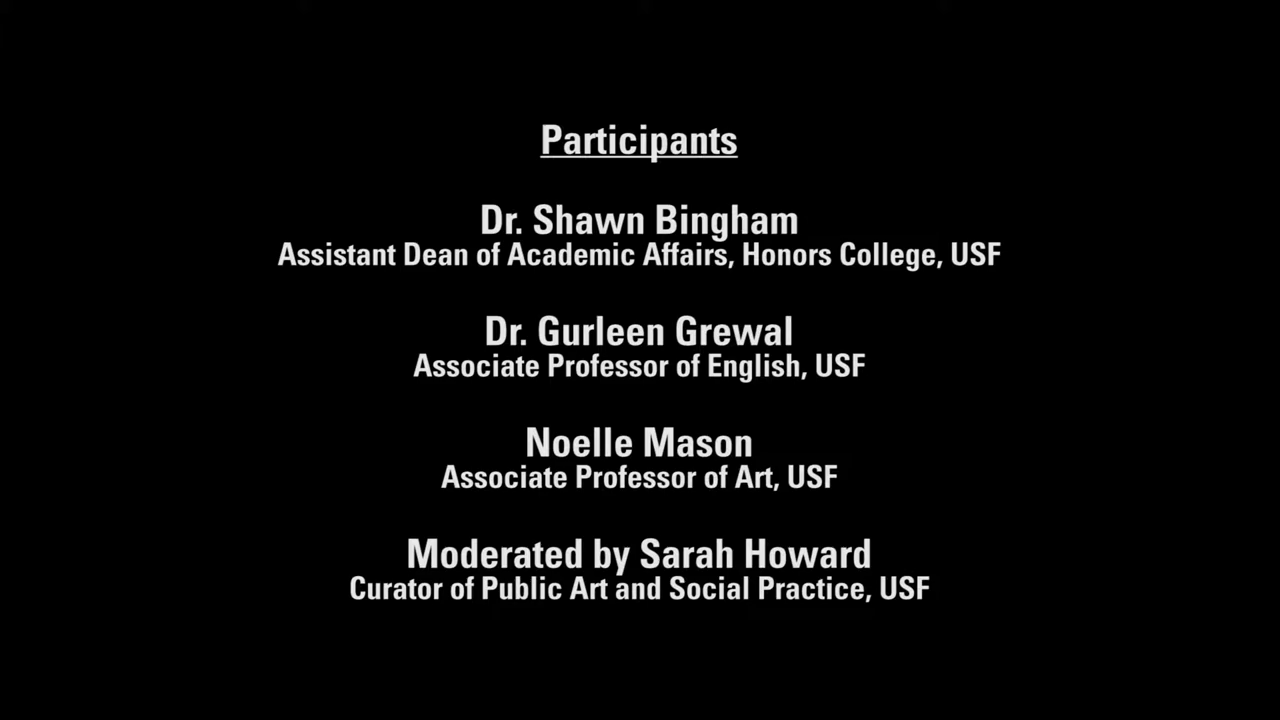 Participants
Dr. Shawn Bingham
Assistant Dean of Academic Affairs, Honors College, USF
Dr. Gurleen Grewal
Associate Professor of English, USF
Noelle Mason
Associate Professor of Art, USF
Moderated by Sarah Howard
Curator of Public Art and Social Practice, USF